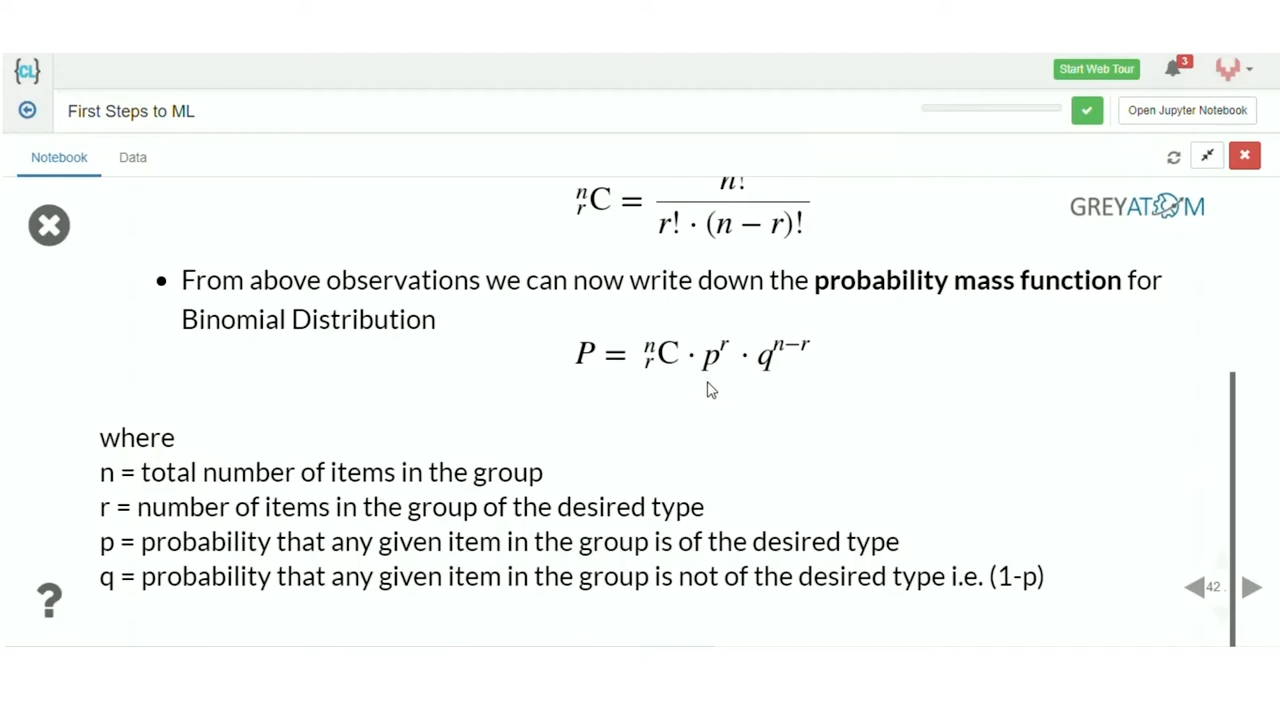 {CL}
Start Web Tour
3
First Steps to ML
Open Jupyter Notebook
Notebook
Data
GREYATOM
ⁿᵣC = n! / (r! · (n − r)!)
• From above observations we can now write down the probability mass function for
Binomial Distribution
P = ⁿᵣC · pʳ · qⁿ⁻ʳ
where
n = total number of items in the group
r = number of items in the group of the desired type
p = probability that any given item in the group is of the desired type
q = probability that any given item in the group is not of the desired type i.e. (1-p)
?
42 .